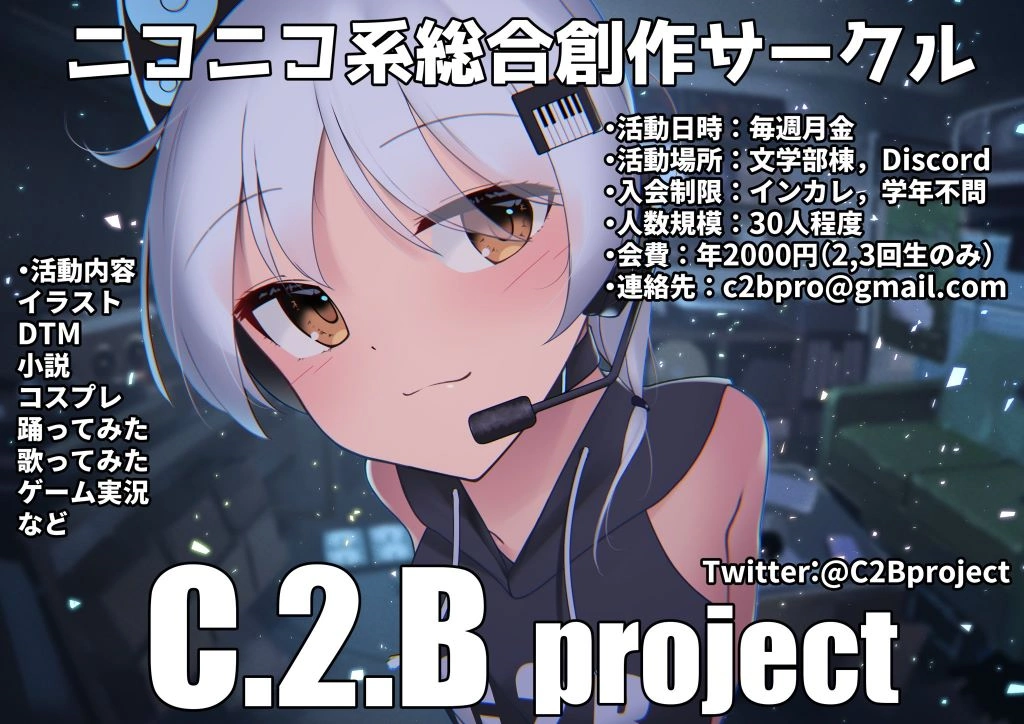 ニコニコ系総合創作サークル
・活動日時：毎週月金
・活動場所：文学部棟，Discord
・入会制限：インカレ，学年不問
・人数規模：30人程度
・会費：年2000円(2,3回生のみ)
・連絡先：c2bpro@gmail.com
・活動内容
イラスト
DTM
小説
コスプレ
踊ってみた
歌ってみた
ゲーム実況
など
Twitter:@C2Bproject
C.2.B project